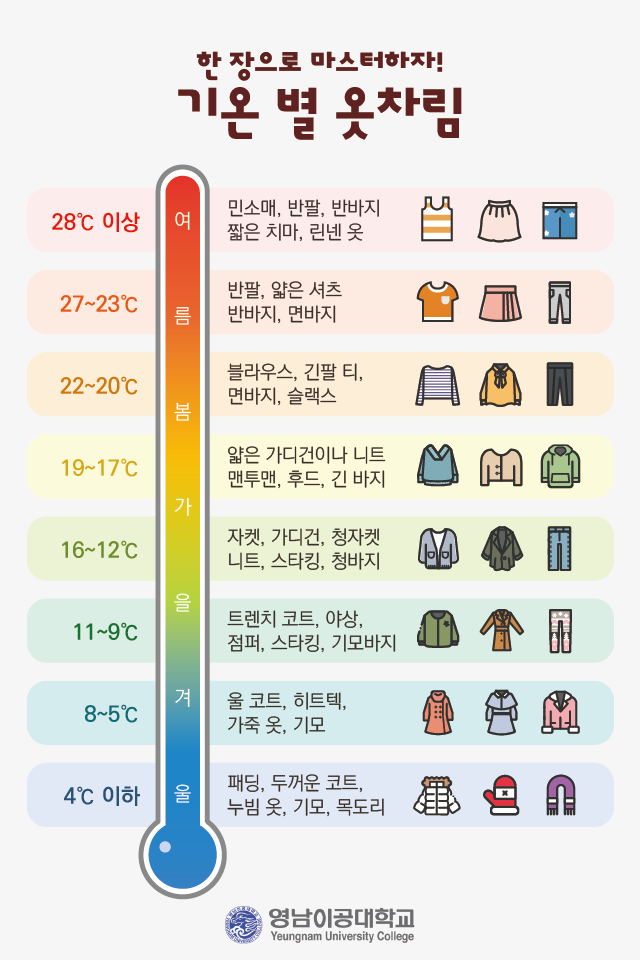 한 장으로 마스터하자!
기온 별 옷차림
28℃ 이상
민소매, 반팔, 반바지
짧은 치마, 린넨 옷
27~23℃
반팔, 얇은 셔츠
반바지, 면바지
22~20℃
블라우스, 긴팔 티,
면바지, 슬랙스
19~17℃
얇은 가디건이나 니트
맨투맨, 후드, 긴 바지
16~12℃
자켓, 가디건, 청자켓
니트, 스타킹, 청바지
11~9℃
트렌치 코트, 야상,
점퍼, 스타킹, 기모바지
8~5℃
울 코트, 히트텍,
가죽 옷, 기모
4℃ 이하
패딩, 두꺼운 코트,
누빔 옷, 기모, 목도리
여
름
봄
가
을
겨
울
영남이공대학교
Yeungnam University College